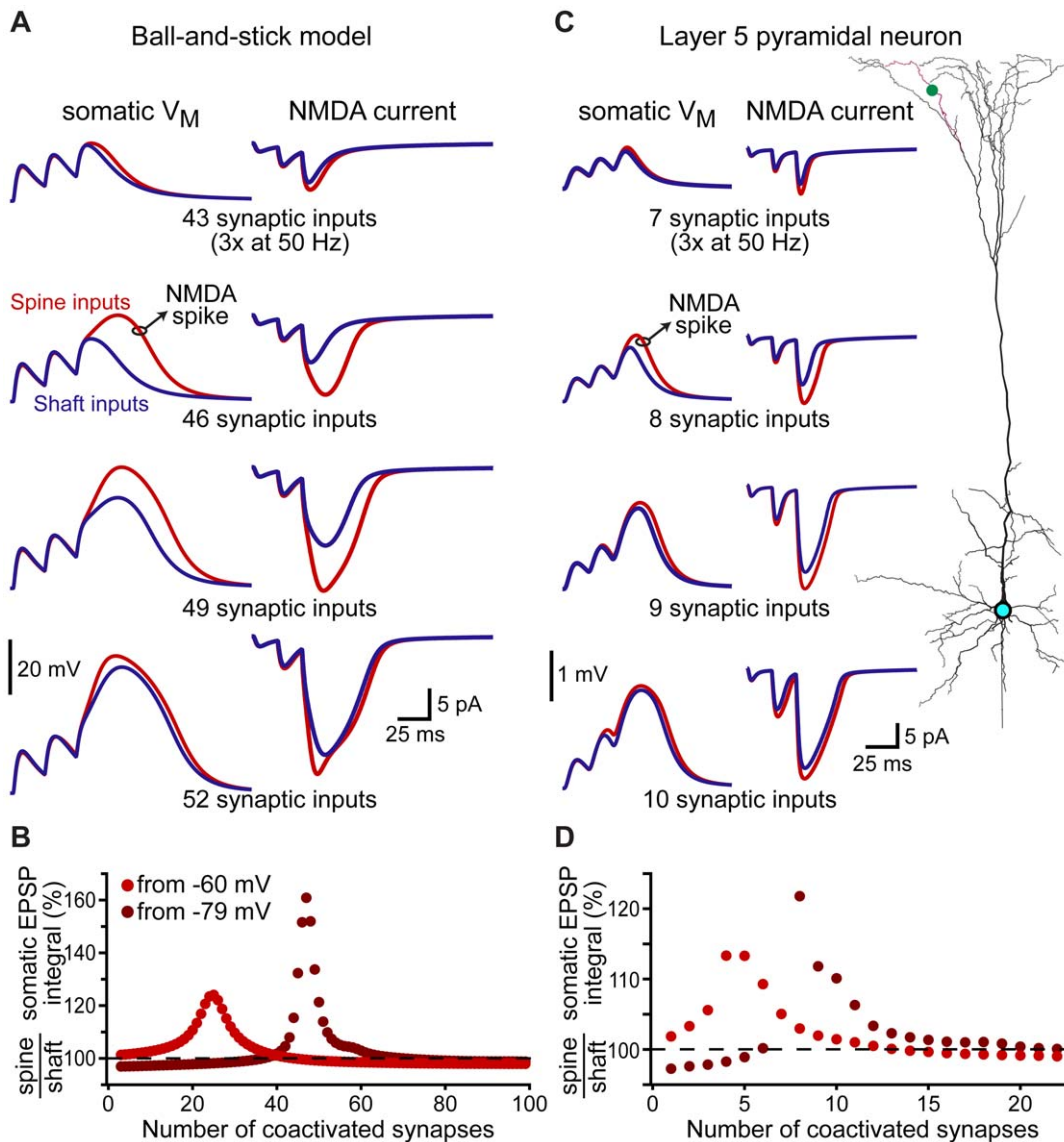 A
Ball-and-stick model
somatic VM
NMDA current
43 synaptic inputs
(3x at 50 Hz)
Spine inputs
NMDA
spike
Shaft inputs
46 synaptic inputs
49 synaptic inputs
20 mV
5 pA
25 ms
52 synaptic inputs
C
Layer 5 pyramidal neuron
somatic VM
NMDA current
7 synaptic inputs
(3x at 50 Hz)
NMDA
spike
8 synaptic inputs
9 synaptic inputs
1 mV
5 pA
25 ms
10 synaptic inputs
B
spine
shaft
somatic EPSP
integral (%)
160
140
120
100
from -60 mV
from -79 mV
0 20 40 60 80 100
Number of coactivated synapses
D
spine
shaft
somatic EPSP
integral (%)
120
110
100
0 5 10 15 20
Number of coactivated synapses